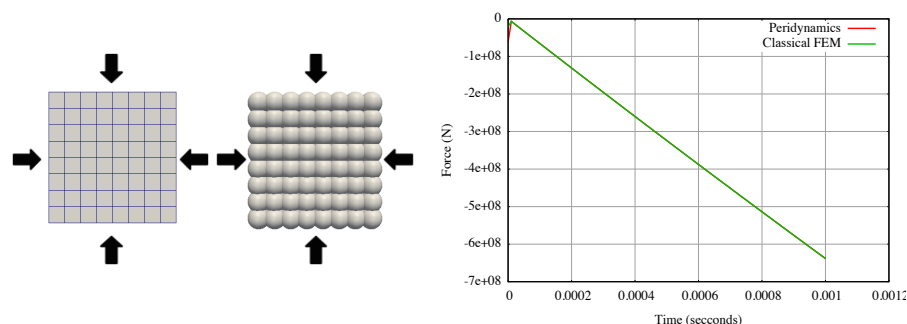 0
-1e+08
-2e+08
-3e+08
-4e+08
-5e+08
-6e+08
-7e+08
Force (N)
Peridynamics
Classical FEM
0 0.0002 0.0004 0.0006 0.0008 0.001 0.0012
Time (secconds)